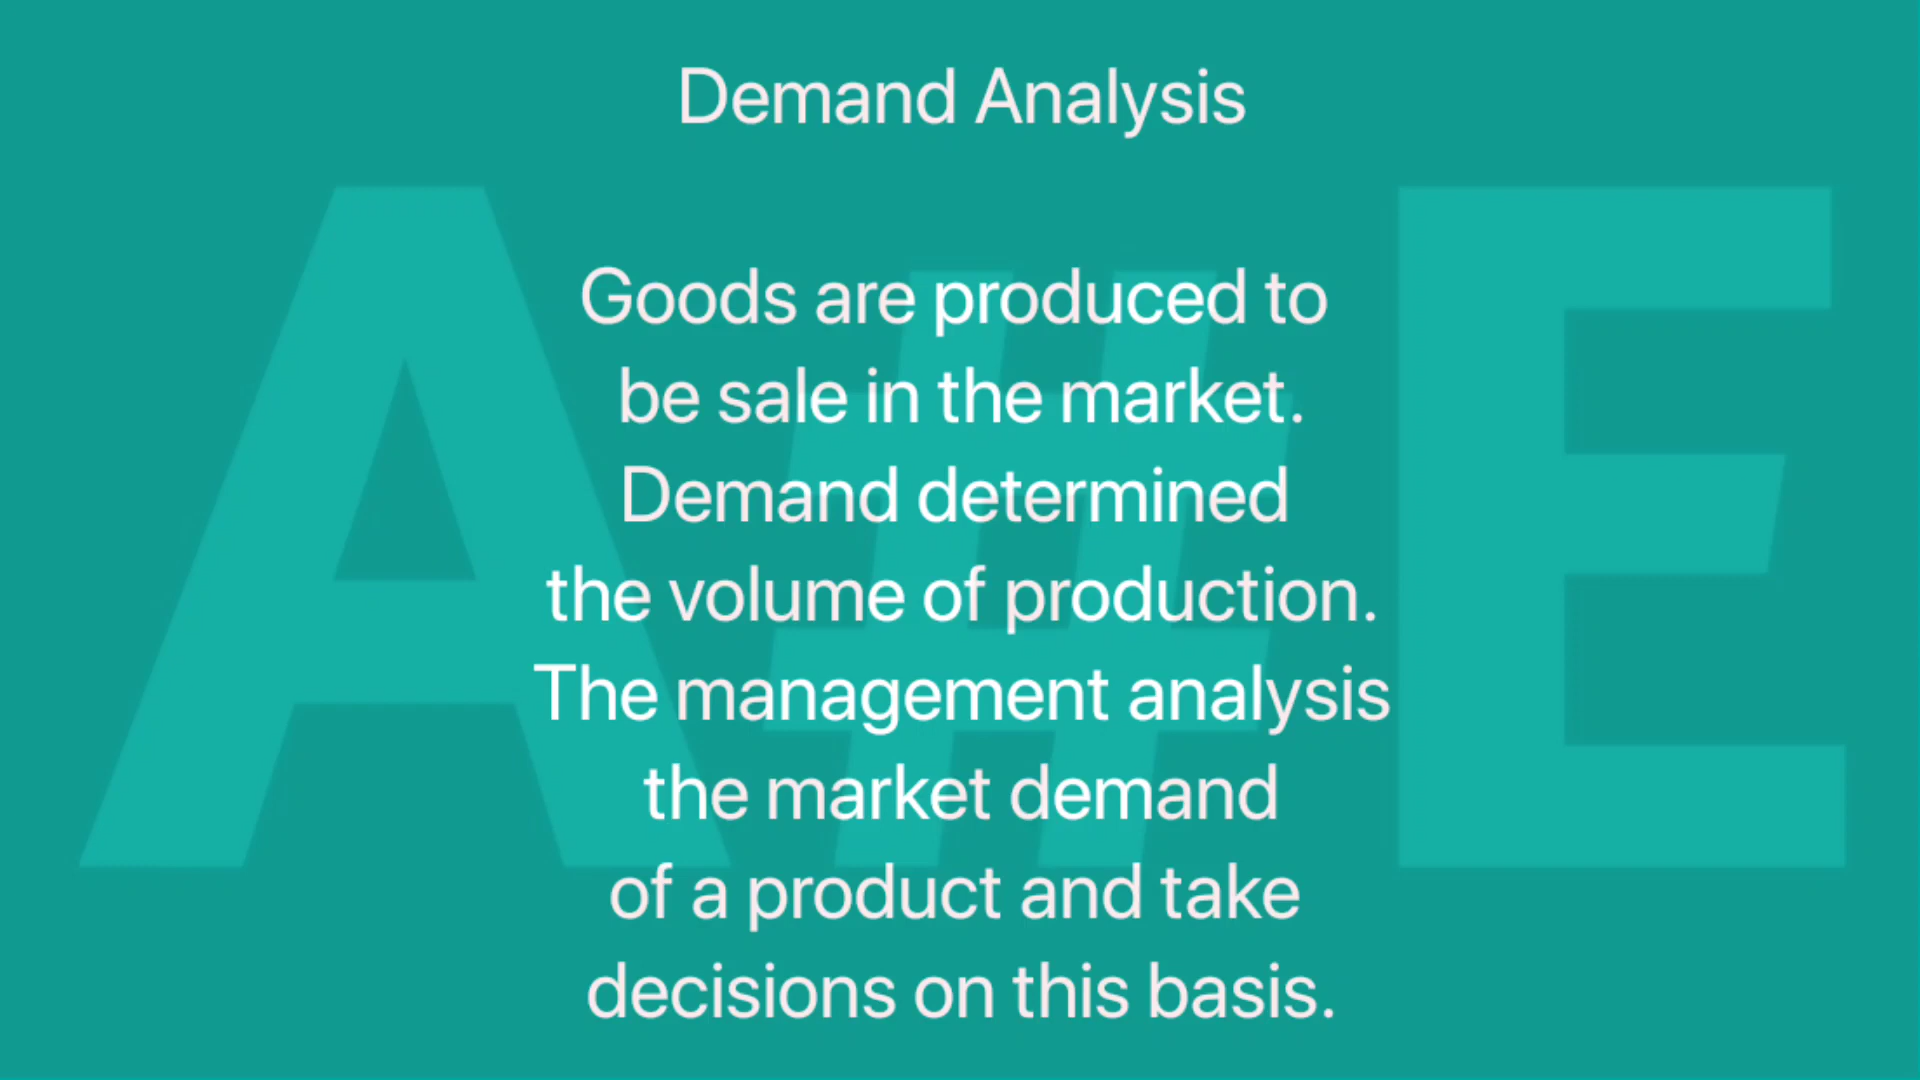 Demand Analysis
Goods are produced to
be sale in the market.
Demand determined
the volume of production.
The management analysis
the market demand
of a product and take
decisions on this basis.
A#E